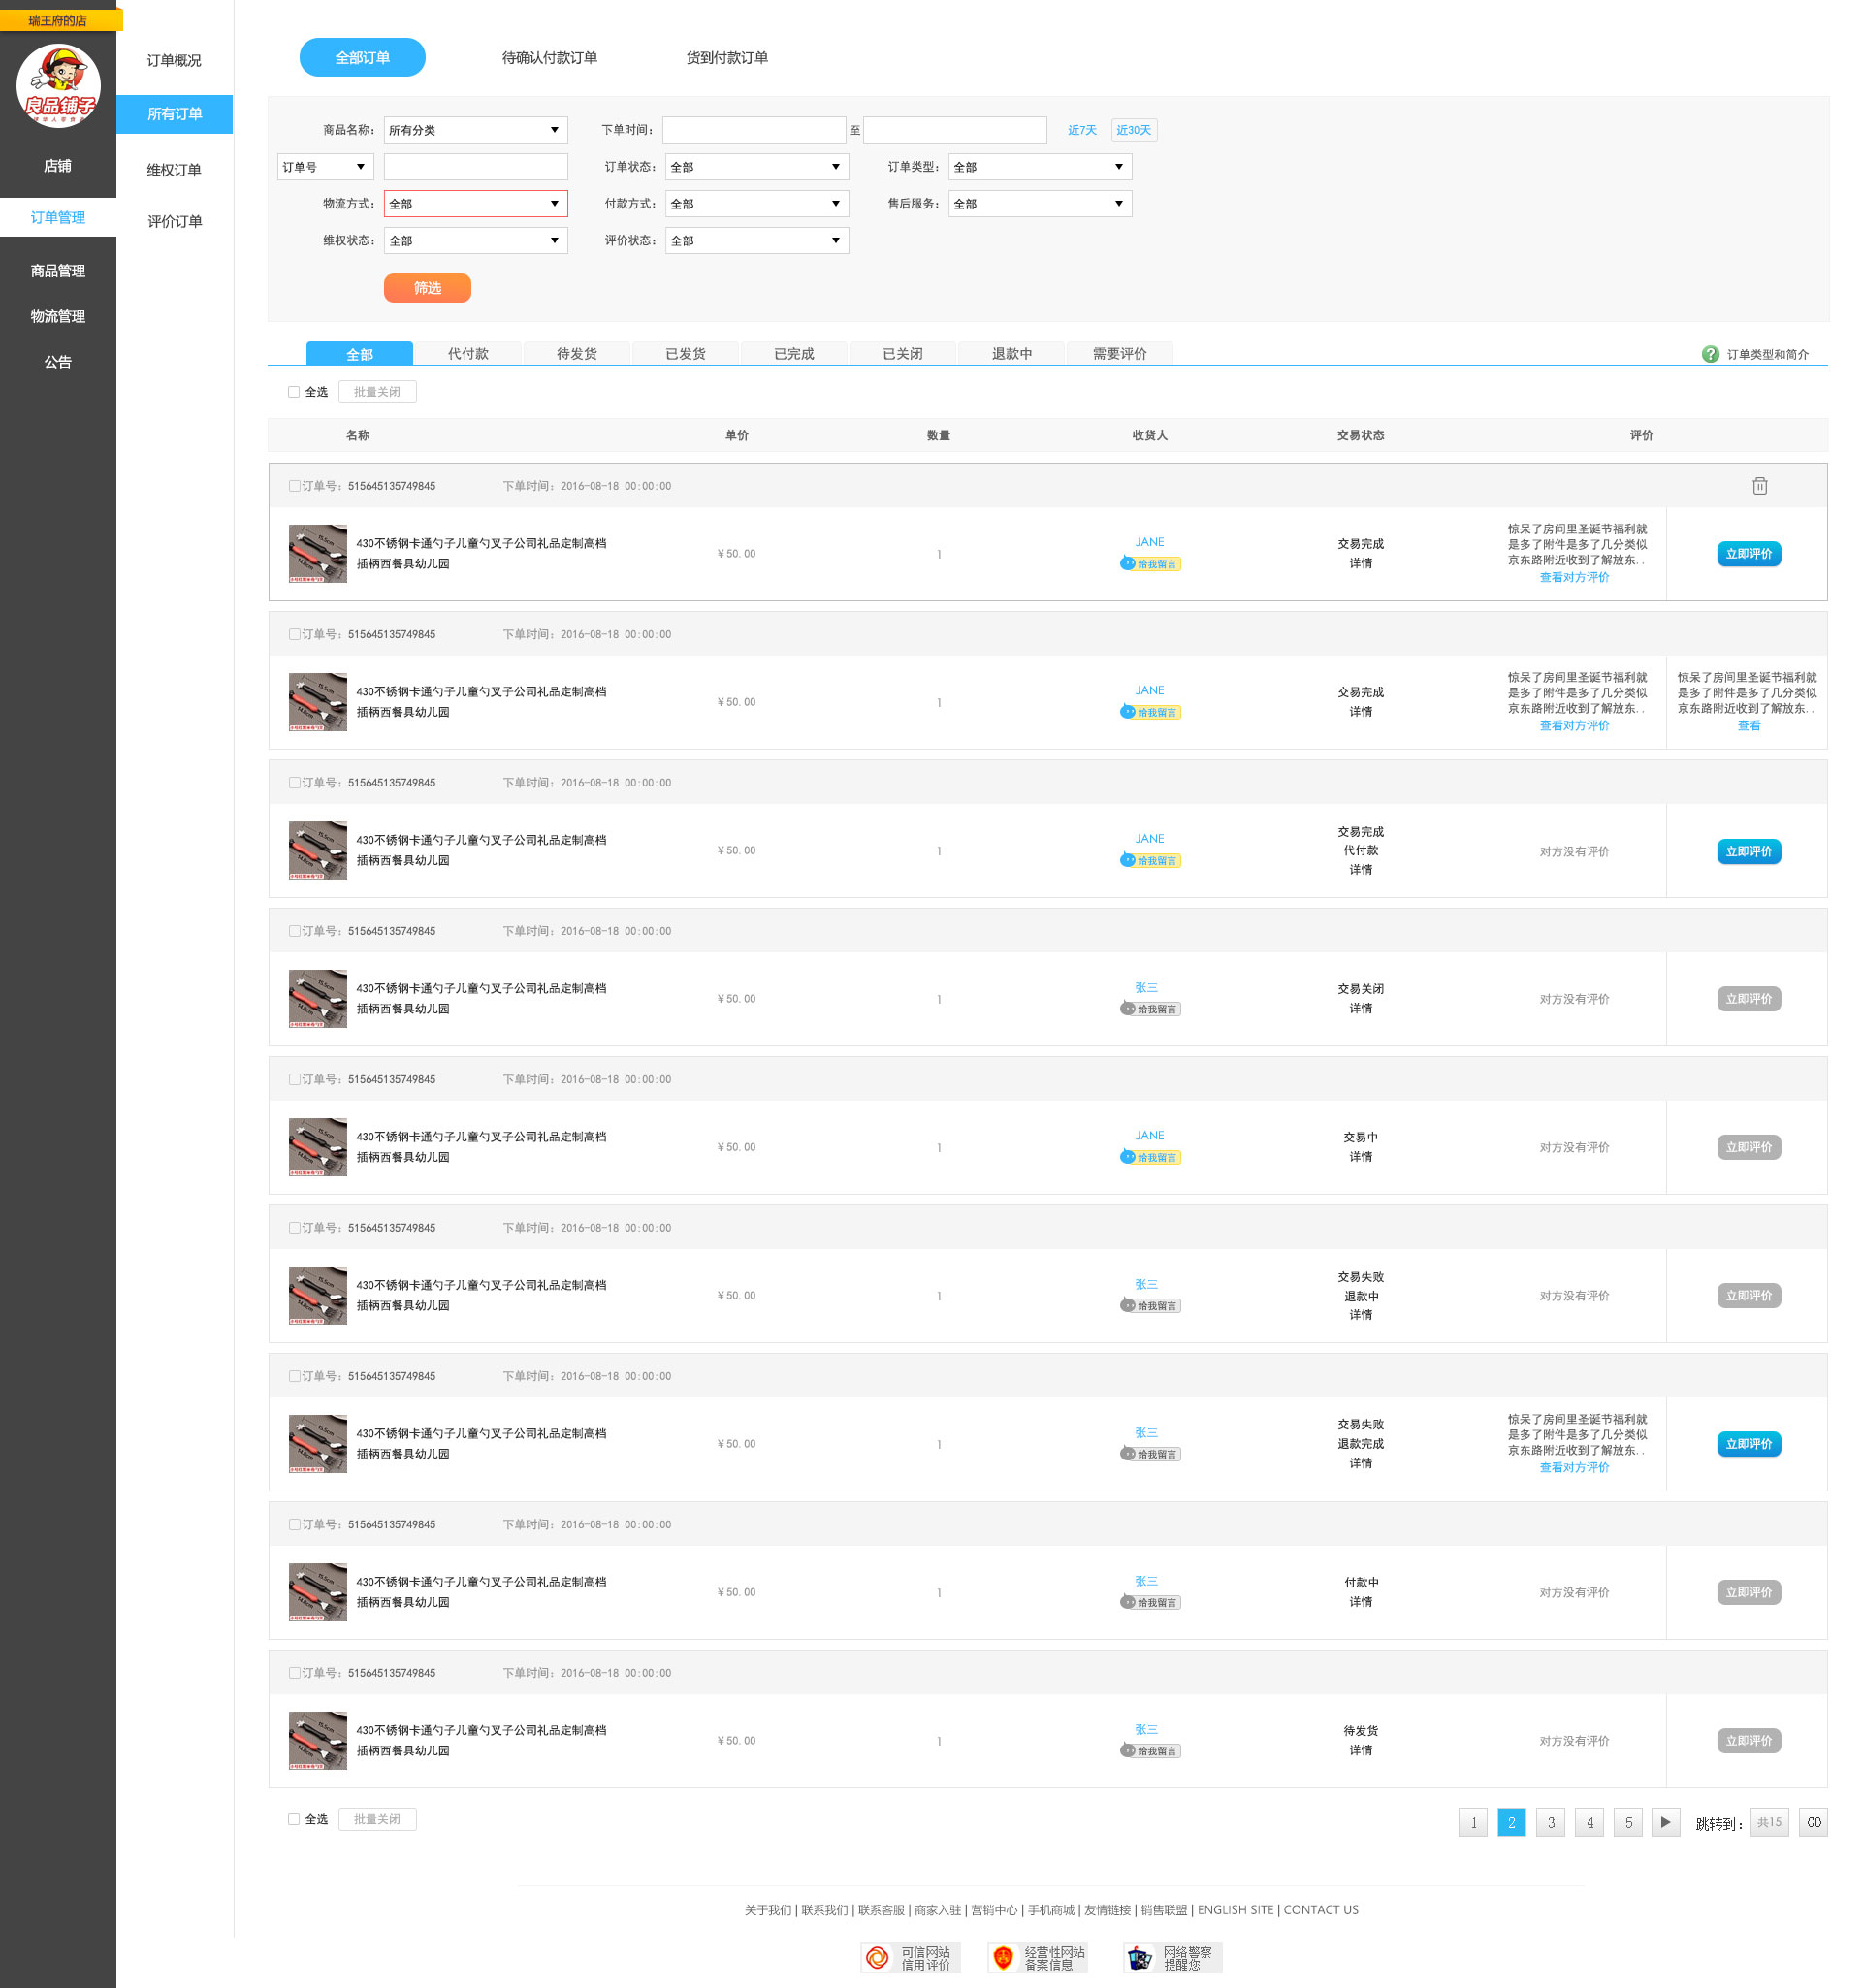 瑞王府的店
良品铺子
店铺
订单管理
商品管理
物流管理
公告
订单概况
所有订单
维权订单
评价订单
全部订单 待确认付款订单 货到付款订单
商品名称： 所有分类 下单时间： 至 近7天 近30天
订单号 订单状态： 全部 订单类型： 全部
物流方式： 全部 付款方式： 全部 售后服务： 全部
维权状态： 全部 评价状态： 全部
筛选
全部 代付款 待发货 已发货 已完成 已关闭 退款中 需要评价 ? 订单类型和简介
全选 批量关闭
名称 单价 数量 收货人 交易状态 评价
订单号：515645135749845 下单时间：2016-08-18 00:00:00
430不锈钢卡通勺子儿童勺叉子公司礼品定制高档
插柄西餐具幼儿园
¥50.00
1
JANE
给我留言
交易完成
详情
惊呆了房间里圣诞节福利就
是多了附件是多了几分类似
京东路附近收到了解放东..
查看对方评价
立即评价
订单号：515645135749845 下单时间：2016-08-18 00:00:00
430不锈钢卡通勺子儿童勺叉子公司礼品定制高档
插柄西餐具幼儿园
¥50.00
1
JANE
给我留言
交易完成
详情
惊呆了房间里圣诞节福利就
是多了附件是多了几分类似
京东路附近收到了解放东..
查看对方评价
惊呆了房间里圣诞节福利就
是多了附件是多了几分类似
京东路附近收到了解放东..
查看
订单号：515645135749845 下单时间：2016-08-18 00:00:00
430不锈钢卡通勺子儿童勺叉子公司礼品定制高档
插柄西餐具幼儿园
¥50.00
1
JANE
给我留言
交易完成
代付款
详情
对方没有评价
立即评价
订单号：515645135749845 下单时间：2016-08-18 00:00:00
430不锈钢卡通勺子儿童勺叉子公司礼品定制高档
插柄西餐具幼儿园
¥50.00
1
张三
给我留言
交易关闭
详情
对方没有评价
立即评价
订单号：515645135749845 下单时间：2016-08-18 00:00:00
430不锈钢卡通勺子儿童勺叉子公司礼品定制高档
插柄西餐具幼儿园
¥50.00
1
JANE
给我留言
交易中
详情
对方没有评价
立即评价
订单号：515645135749845 下单时间：2016-08-18 00:00:00
430不锈钢卡通勺子儿童勺叉子公司礼品定制高档
插柄西餐具幼儿园
¥50.00
1
张三
给我留言
交易失败
退款中
详情
对方没有评价
立即评价
订单号：515645135749845 下单时间：2016-08-18 00:00:00
430不锈钢卡通勺子儿童勺叉子公司礼品定制高档
插柄西餐具幼儿园
¥50.00
1
张三
给我留言
交易失败
退款完成
详情
惊呆了房间里圣诞节福利就
是多了附件是多了几分类似
京东路附近收到了解放东..
查看对方评价
立即评价
订单号：515645135749845 下单时间：2016-08-18 00:00:00
430不锈钢卡通勺子儿童勺叉子公司礼品定制高档
插柄西餐具幼儿园
¥50.00
1
张三
给我留言
付款中
详情
对方没有评价
立即评价
订单号：515645135749845 下单时间：2016-08-18 00:00:00
430不锈钢卡通勺子儿童勺叉子公司礼品定制高档
插柄西餐具幼儿园
¥50.00
1
张三
给我留言
待发货
详情
对方没有评价
立即评价
全选 批量关闭 1 2 3 4 5 跳转到： 共15 GO
关于我们 | 联系我们 | 联系客服 | 商家入驻 | 营销中心 | 手机商城 | 友情链接 | 销售联盟 | ENGLISH SITE | CONTACT US
可信网站
信用评价
经营性网站
备案信息
网络警察
提醒您